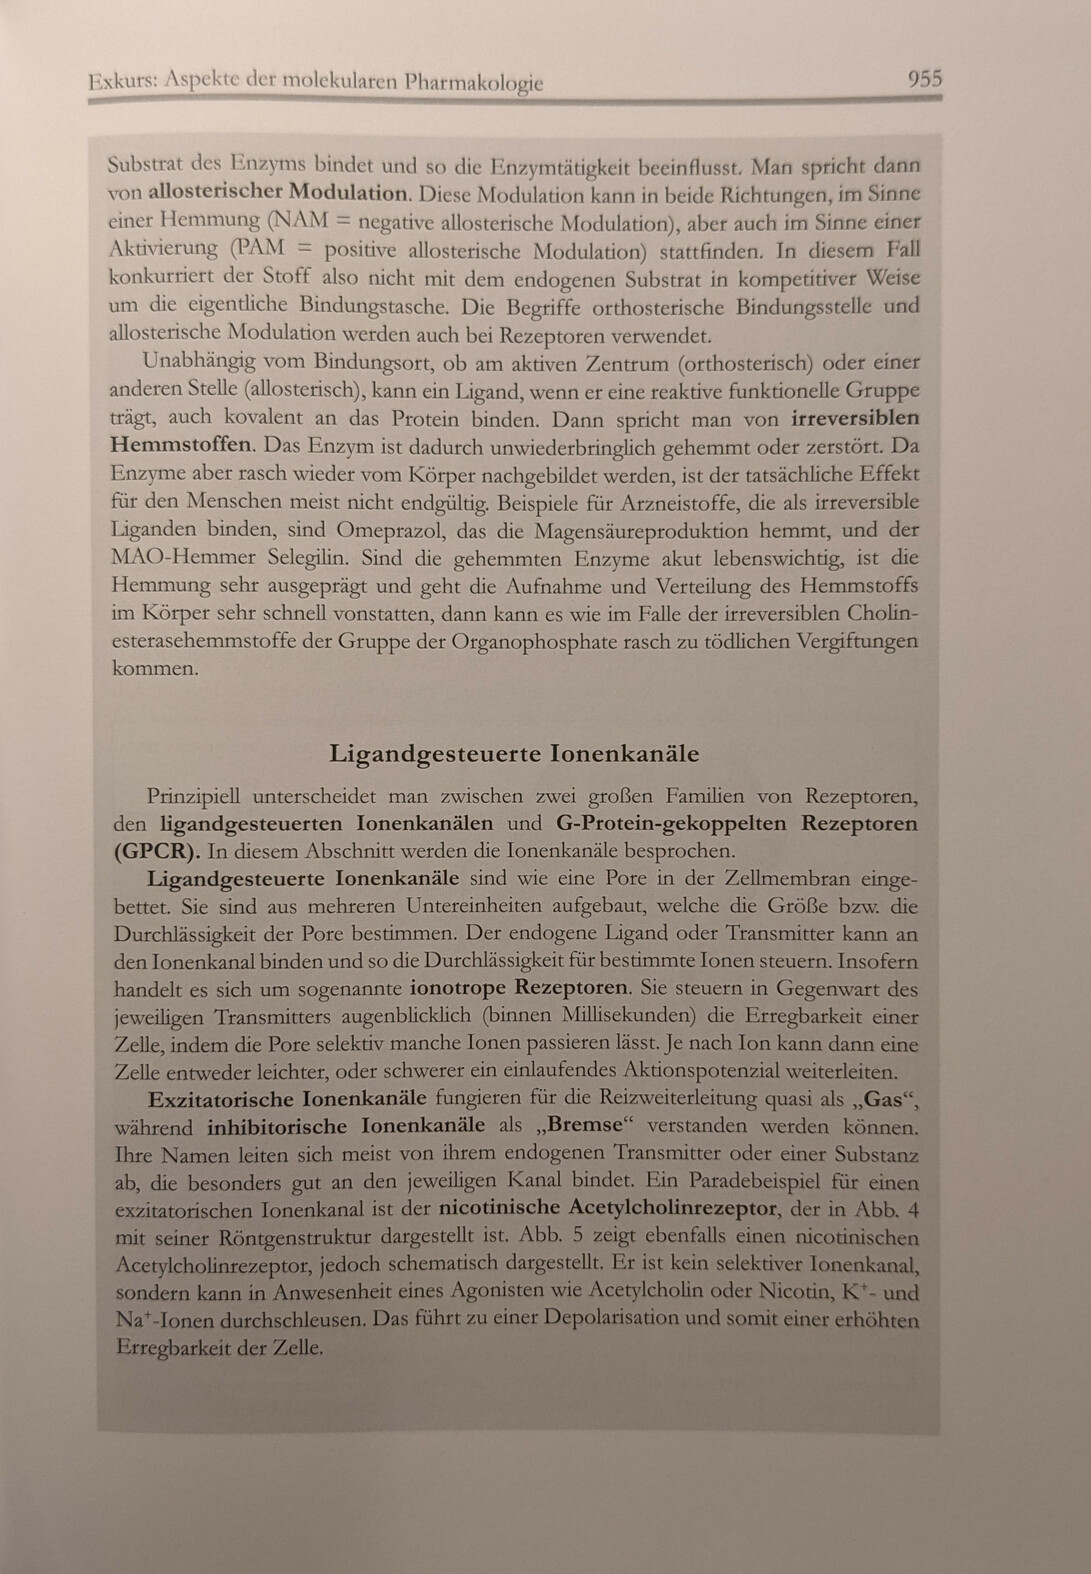 Exkurs: Aspekte der molekularen Pharmakologie 955
Substrat des Enzyms bindet und so die Enzymtätigkeit beeinflusst. Man spricht dann
von allosterischer Modulation. Diese Modulation kann in beide Richtungen, im Sinne
einer Hemmung (NAM = negative allosterische Modulation), aber auch im Sinne einer
Aktivierung (PAM = positive allosterische Modulation) stattfinden. In diesem Fall
konkurriert der Stoff also nicht mit dem endogenen Substrat in kompetitiver Weise
um die eigentliche Bindungstasche. Die Begriffe orthosterische Bindungsstelle und
allosterische Modulation werden auch bei Rezeptoren verwendet.
Unabhängig vom Bindungsort, ob am aktiven Zentrum (orthosterisch) oder einer
anderen Stelle (allosterisch), kann ein Ligand, wenn er eine reaktive funktionelle Gruppe
trägt, auch kovalent an das Protein binden. Dann spricht man von irreversiblen
Hemmstoffen. Das Enzym ist dadurch unwiederbringlich gehemmt oder zerstört. Da
Enzyme aber rasch wieder vom Körper nachgebildet werden, ist der tatsächliche Effekt
für den Menschen meist nicht endgültig. Beispiele für Arzneistoffe, die als irreversible
Liganden binden, sind Omeprazol, das die Magensäureproduktion hemmt, und der
MAO-Hemmer Selegilin. Sind die gehemmten Enzyme akut lebenswichtig, ist die
Hemmung sehr ausgeprägt und geht die Aufnahme und Verteilung des Hemmstoffs
im Körper sehr schnell vonstatten, dann kann es wie im Falle der irreversiblen Cholin-
esterasehemmstoffe der Gruppe der Organophosphate rasch zu tödlichen Vergiftungen
kommen.
Ligandgesteuerte Ionenkanäle
Prinzipiell unterscheidet man zwischen zwei großen Familien von Rezeptoren,
den ligandgesteuerten Ionenkanälen und G-Protein-gekoppelten Rezeptoren
(GPCR). In diesem Abschnitt werden die Ionenkanäle besprochen.
Ligandgesteuerte Ionenkanäle sind wie eine Pore in der Zellmembran einge-
bettet. Sie sind aus mehreren Untereinheiten aufgebaut, welche die Größe bzw. die
Durchlässigkeit der Pore bestimmen. Der endogene Ligand oder Transmitter kann an
den Ionenkanal binden und so die Durchlässigkeit für bestimmte Ionen steuern. Insofern
handelt es sich um sogenannte ionotrope Rezeptoren. Sie steuern in Gegenwart des
jeweiligen Transmitters augenblicklich (binnen Millisekunden) die Erregbarkeit einer
Zelle, indem die Pore selektiv manche Ionen passieren lässt. Je nach Ion kann dann eine
Zelle entweder leichter, oder schwerer ein einlaufendes Aktionspotenzial weiterleiten.
Exzitatorische Ionenkanäle fungieren für die Reizweiterleitung quasi als „Gas“,
während inhibitorische Ionenkanäle als „Bremse“ verstanden werden können.
Ihre Namen leiten sich meist von ihrem endogenen Transmitter oder einer Substanz
ab, die besonders gut an den jeweiligen Kanal bindet. Ein Paradebeispiel für einen
exzitatorischen Ionenkanal ist der nicotinische Acetylcholinrezeptor, der in Abb. 4
mit seiner Röntgenstruktur dargestellt ist. Abb. 5 zeigt ebenfalls einen nicotinischen
Acetylcholinrezeptor, jedoch schematisch dargestellt. Er ist kein selektiver Ionenkanal,
sondern kann in Anwesenheit eines Agonisten wie Acetylcholin oder Nicotin, K⁺- und
Na⁺-Ionen durchschleusen. Das führt zu einer Depolarisation und somit einer erhöhten
Erregbarkeit der Zelle.